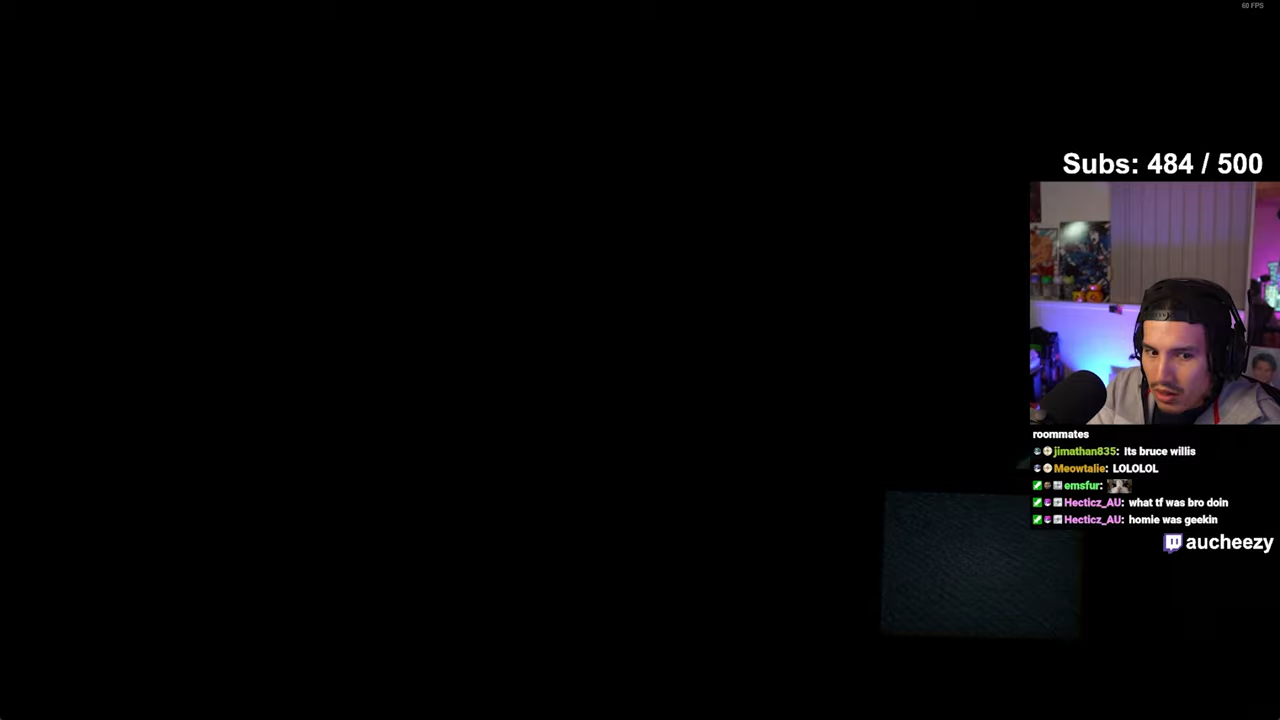 60 FPS
Subs: 484 / 500
roommates
jimathan835: Its bruce willis
Meowtalie: LOLOLOL
emsfur:
Hecticz_AU: what tf was bro doin
Hecticz_AU: homie was geekin
aucheezy